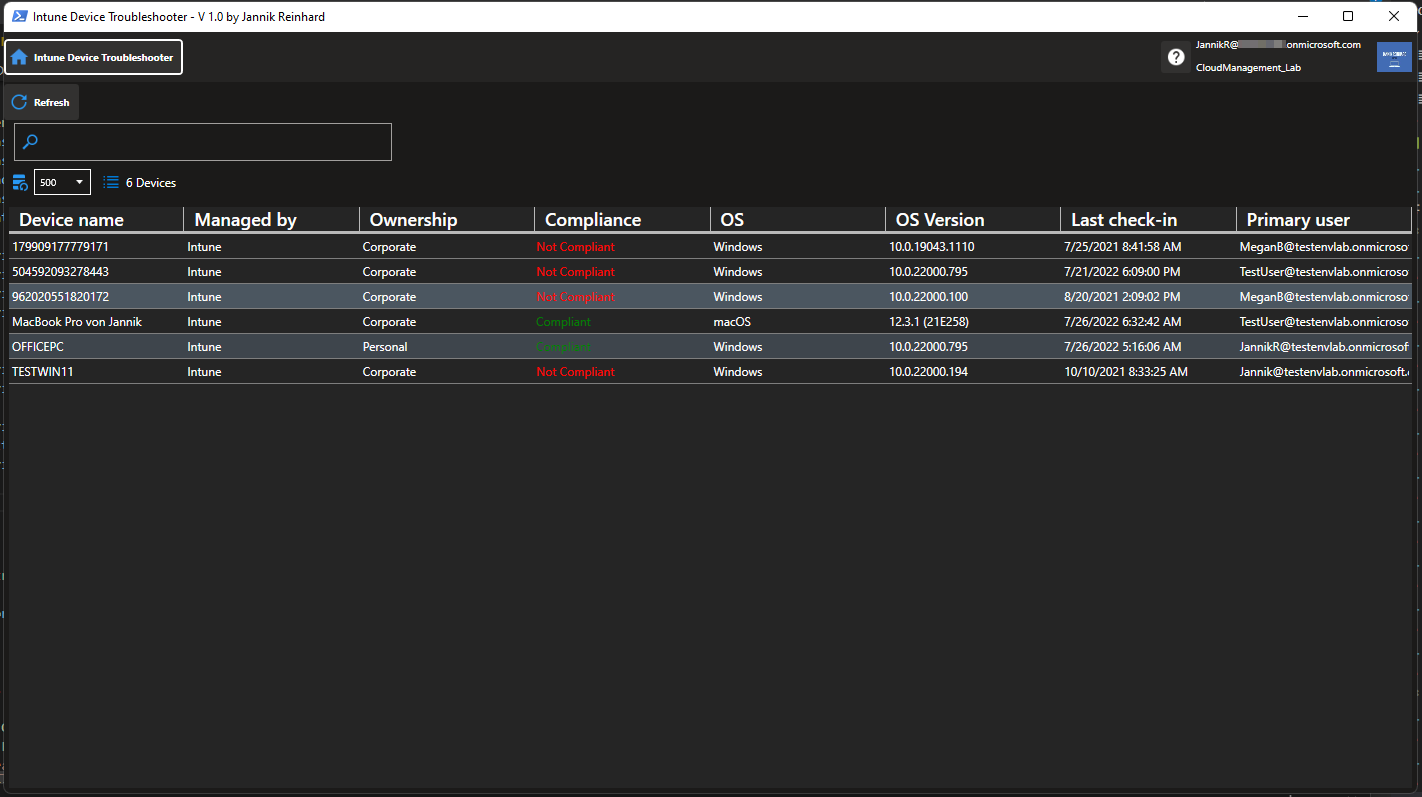 Intune Device Troubleshooter - V 1.0 by Jannik Reinhard
Intune Device Troubleshooter
JannikR@ onmicrosoft.com
CloudManagement_Lab
Refresh
500 6 Devices
Device name Managed by Ownership Compliance OS OS Version Last check-in Primary user
179909177779171 Intune Corporate Not Compliant Windows 10.0.19043.1110 7/25/2021 8:41:58 AM MeganB@testenvlab.onmicroso
504592093278443 Intune Corporate Not Compliant Windows 10.0.22000.795 7/21/2022 6:09:00 PM TestUser@testenvlab.onmicroso
962020551820172 Intune Corporate Not Compliant Windows 10.0.22000.100 8/20/2021 2:09:02 PM MeganB@testenvlab.onmicroso
MacBook Pro von Jannik Intune Corporate Compliant macOS 12.3.1 (21E258) 7/26/2022 6:32:42 AM TestUser@testenvlab.onmicroso
OFFICEPC Intune Personal Compliant Windows 10.0.22000.795 7/26/2022 5:16:06 AM JannikR@testenvlab.onmicrosof
TESTWIN11 Intune Corporate Not Compliant Windows 10.0.22000.194 10/10/2021 8:33:25 AM Jannik@testenvlab.onmicrosoft.